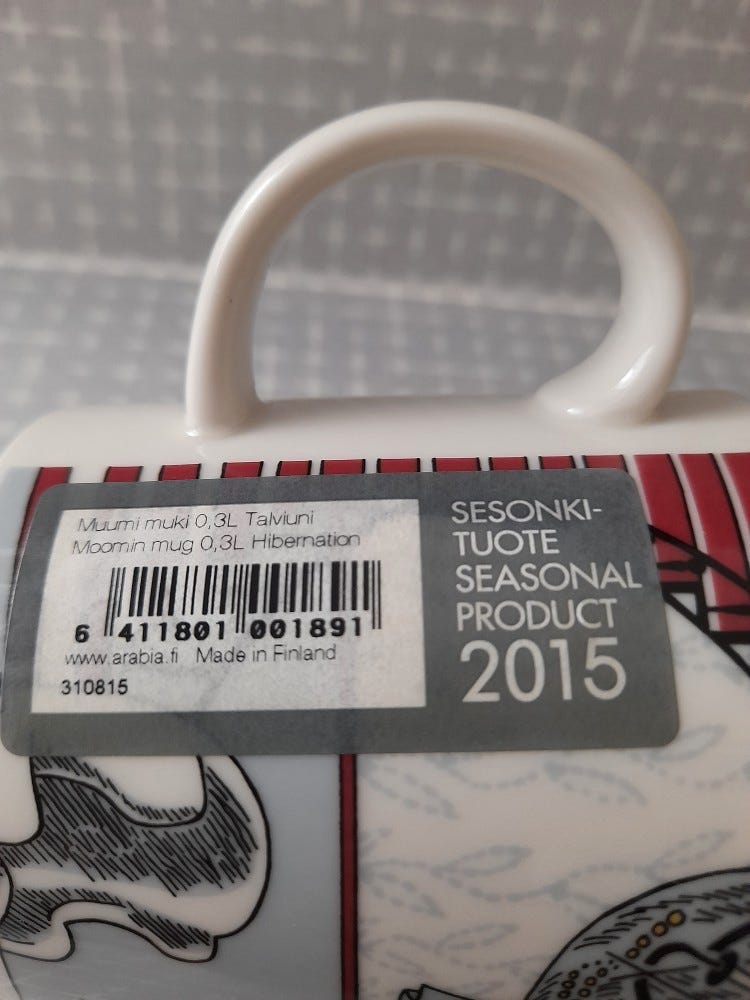 Muumi muki 0,3L Talviuni
Moomin mug 0,3L Hibernation
6 411801 001891
www.arabia.fi Made in Finland
310815
SESONKI-
TUOTE
SEASONAL
PRODUCT
2015